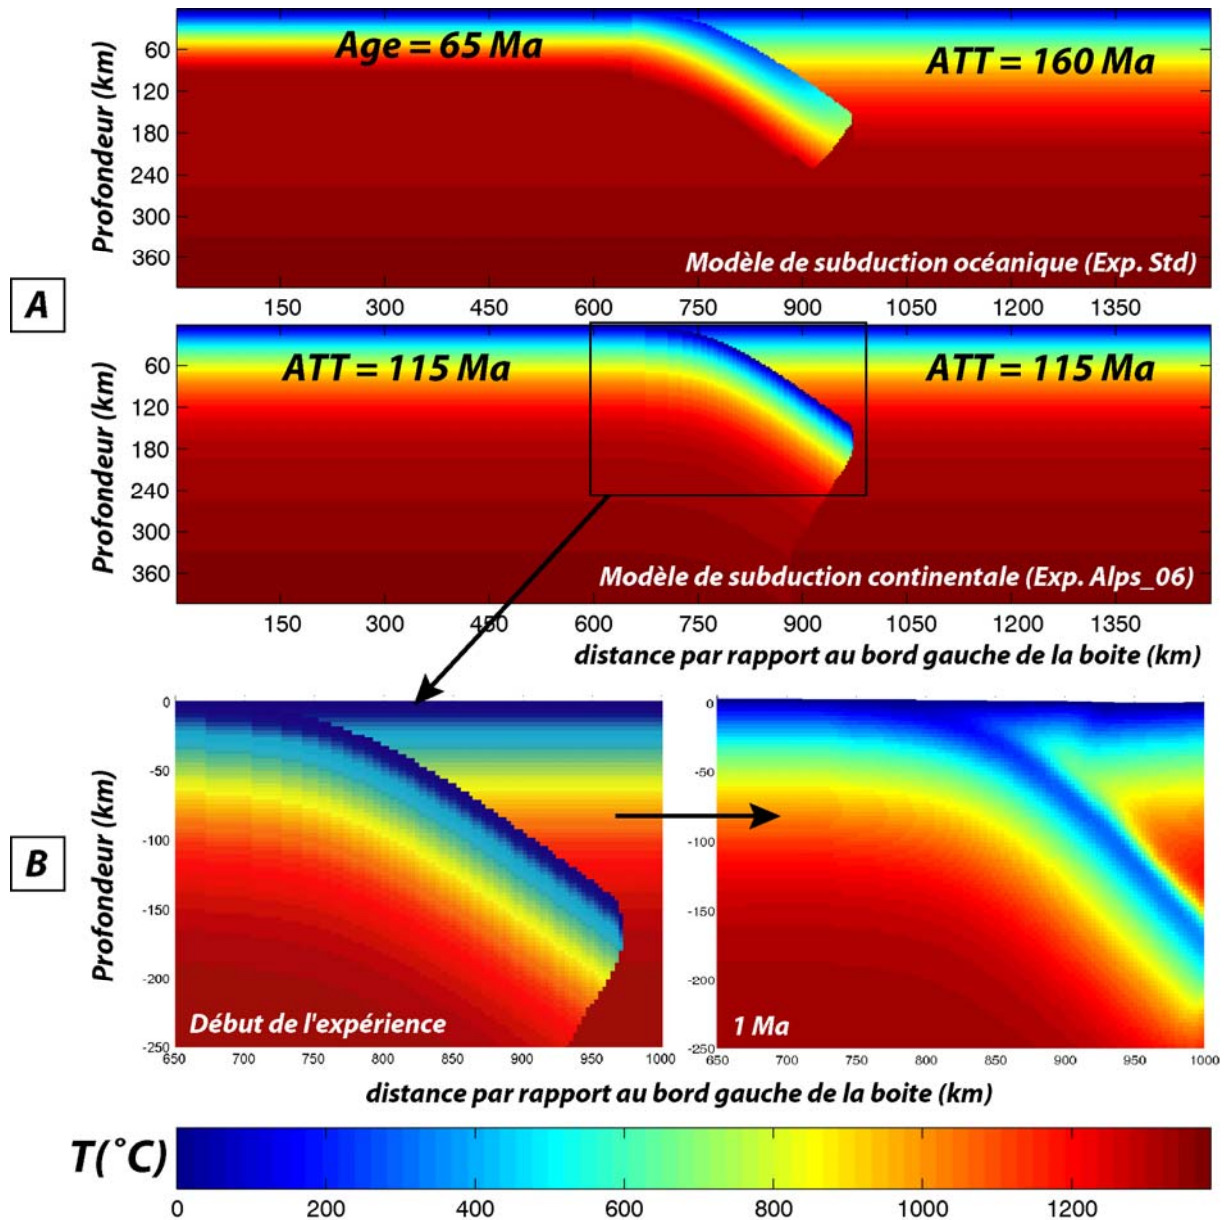 Profondeur (km)
60
120
180
240
300
360
Age = 65 Ma
ATT = 160 Ma
Modèle de subduction océanique (Exp. Std)
150 300 450 600 750 900 1050 1200 1350
A
Profondeur (km)
60
120
180
240
300
360
ATT = 115 Ma
ATT = 115 Ma
Modèle de subduction continentale (Exp. Alps_06)
150 300 450 600 750 900 1050 1200 1350
distance par rapport au bord gauche de la boite (km)
B
Profondeur (km)
0
-50
-100
-150
-200
-250
Début de l'expérience
650 700 750 800 850 900 950 1000
0
-50
-100
-150
-200
-250
1 Ma
650 700 750 800 850 900 950 1000
distance par rapport au bord gauche de la boite (km)
T(˚C)
0 200 400 600 800 1000 1200